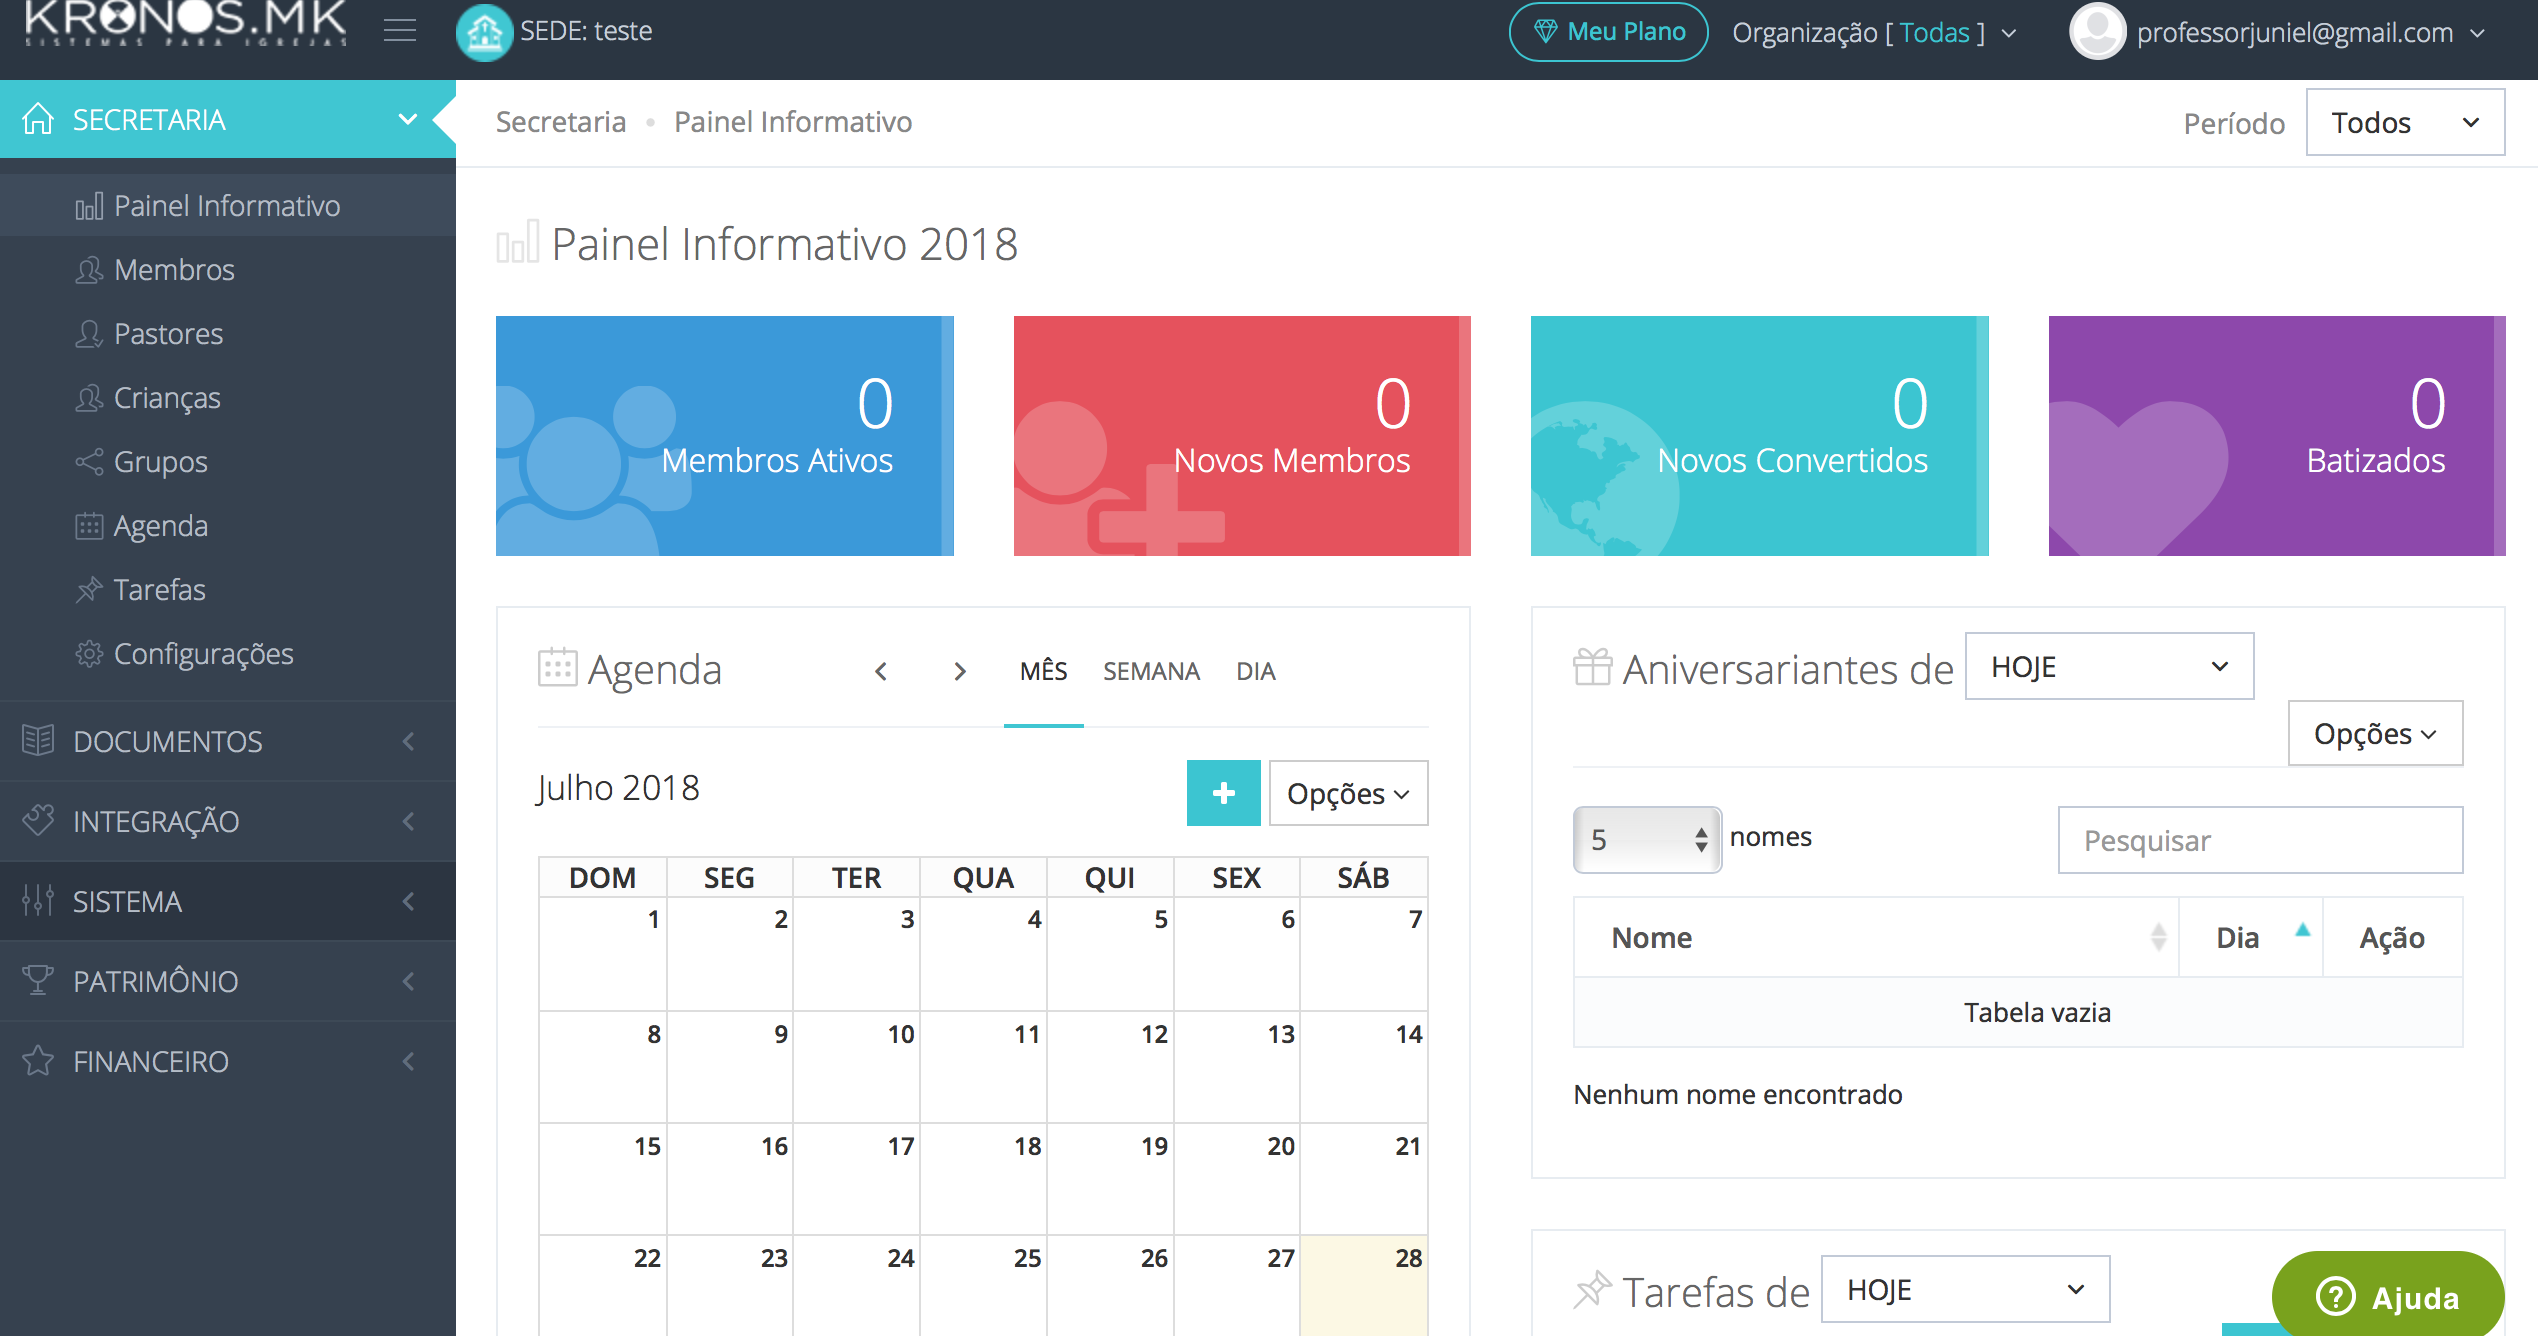 KRONOS.MK
SISTEMAS PARA IGREJAS
SEDE: teste
Meu Plano
Organização [ Todas ]
professorjuniel@gmail.com
SECRETARIA
Painel Informativo
Membros
Pastores
Crianças
Grupos
Agenda
Tarefas
Configurações
DOCUMENTOS
INTEGRAÇÃO
SISTEMA
PATRIMÔNIO
FINANCEIRO
Secretaria • Painel Informativo
Período Todos
Painel Informativo 2018
0
Membros Ativos
0
Novos Membros
0
Novos Convertidos
0
Batizados
Agenda
MÊS SEMANA DIA
Julho 2018
+ Opções
DOM SEG TER QUA QUI SEX SÁB
1 2 3 4 5 6 7
8 9 10 11 12 13 14
15 16 17 18 19 20 21
22 23 24 25 26 27 28
Aniversariantes de HOJE
Opções
5 nomes
Pesquisar
Nome Dia Ação
Tabela vazia
Nenhum nome encontrado
Tarefas de HOJE
? Ajuda